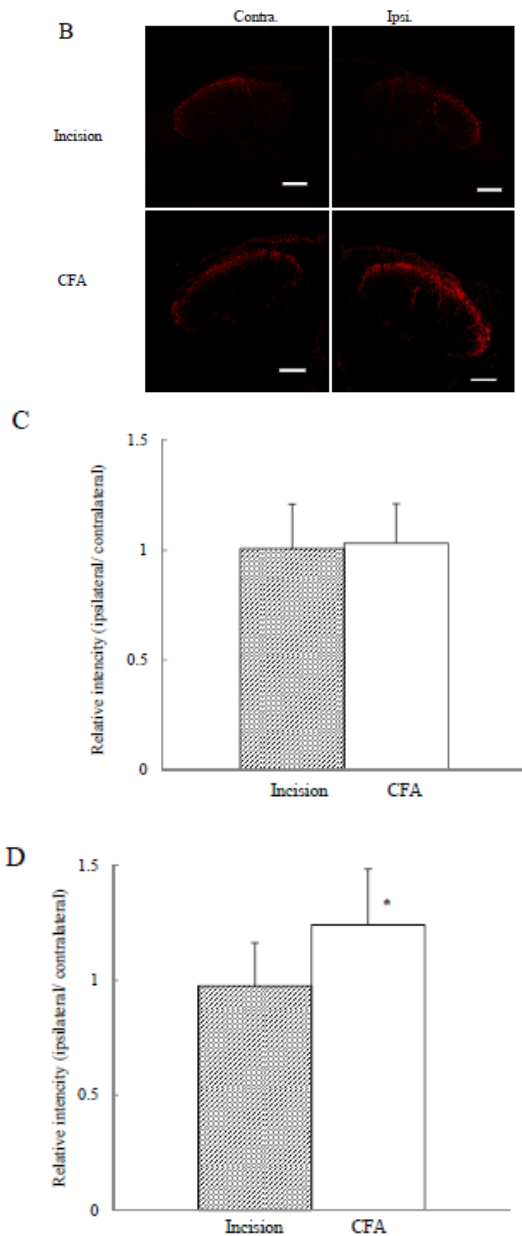 B
Contra. Ipsi.
Incision
CFA
C
Relative intencity (ipsilateral/ contralateral)
1.5
1
0.5
0
Incision CFA
D
Relative intencity (ipsilateral/ contralateral)
1.5
*
1
0.5
0
Incision CFA